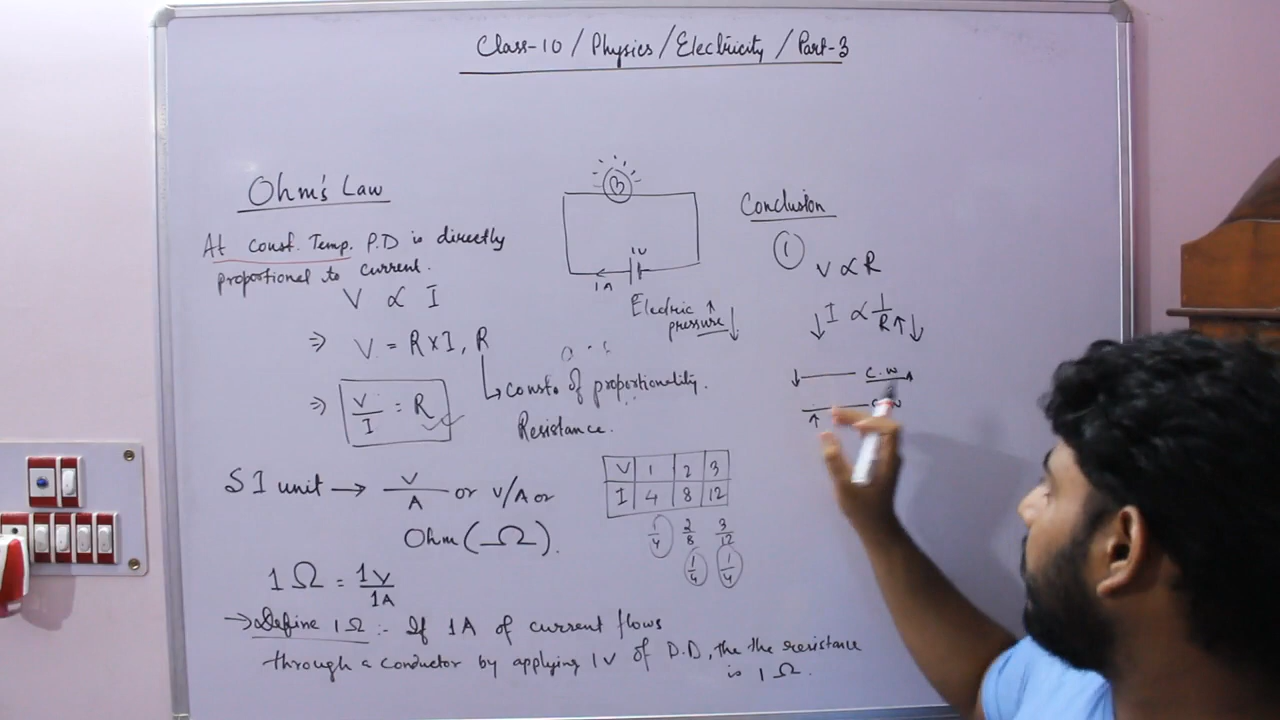 Class-10 / Physics / Electricity / Part-3
Ohm's Law
At const. Temp. P.D is directly
proportional to current.
V ∝ I
⇒ V = R×I, R
→ const. of proportionality.
Resistance.
⇒ V/I = R
SI unit → V/A or V/A or
Ohm (Ω).
1Ω = 1V/1A
→ Define 1Ω :- If 1A of current flows
through a conductor by applying 1V of P.D, the the resistance
is 1Ω.
B
1V
1A
Electric ↑
pressure ↓
V 1 2 3
I 4 8 12
1/4 2/8 3/12
1/4 1/4
Conclusion
① V ∝ R
↓ I ∝ 1/R ↑ ↓
↓ — C.W ↑
↑ —